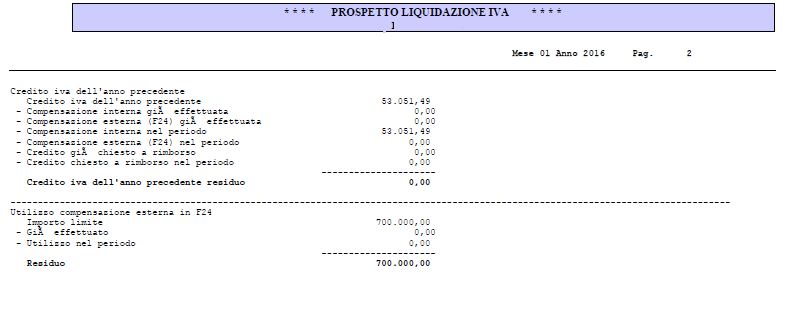 * * * * PROSPETTO LIQUIDAZIONE IVA * * * *
]
Mese 01 Anno 2016 Pag. 2
Credito iva dell'anno precedente
Credito iva dell'anno precedente 53.051,49
- Compensazione interna giÃ effettuata 0,00
- Compensazione esterna (F24) giÃ effettuata 0,00
- Compensazione interna nel periodo 53.051,49
- Compensazione esterna (F24) nel periodo 0,00
- Credito giÃ chiesto a rimborso 0,00
- Credito chiesto a rimborso nel periodo 0,00
Credito iva dell'anno precedente residuo 0,00
Utilizzo compensazione esterna in F24
Importo limite 700.000,00
- GiÃ effettuato 0,00
- Utilizzo nel periodo 0,00
Residuo 700.000,00